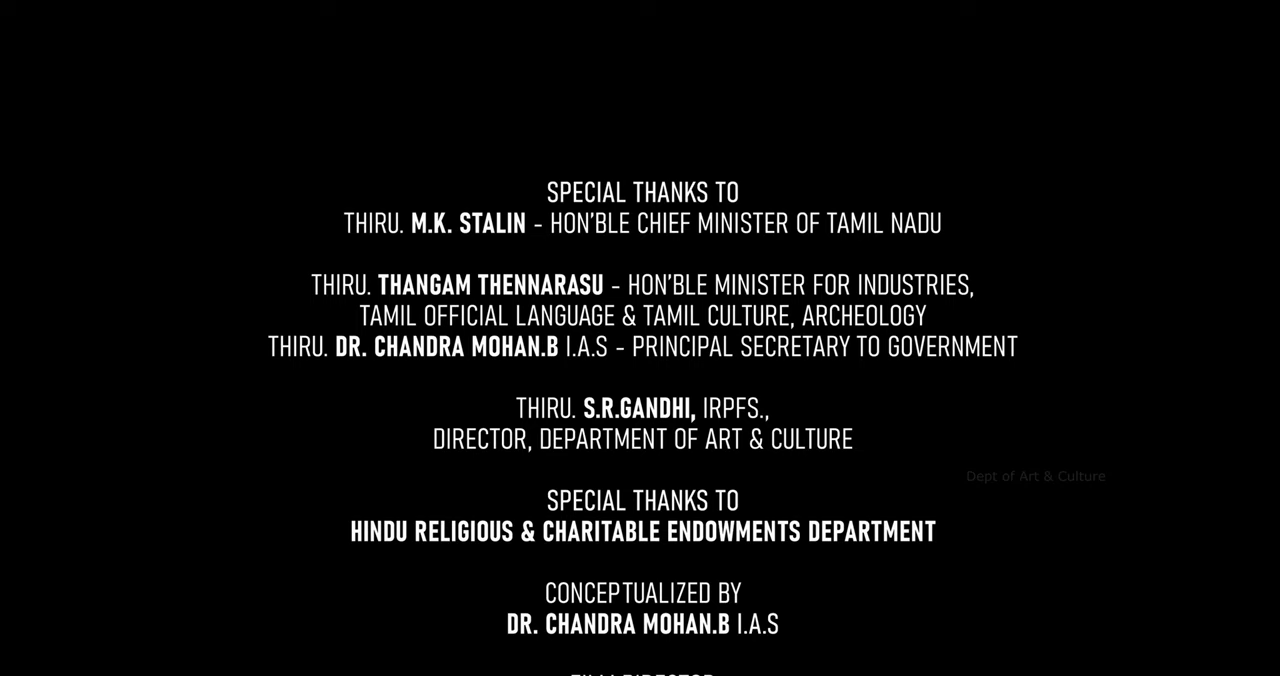 SPECIAL THANKS TO
THIRU. M.K. STALIN - HON'BLE CHIEF MINISTER OF TAMIL NADU
THIRU. THANGAM THENNARASU - HON'BLE MINISTER FOR INDUSTRIES,
TAMIL OFFICIAL LANGUAGE & TAMIL CULTURE, ARCHEOLOGY
THIRU. DR. CHANDRA MOHAN.B I.A.S - PRINCIPAL SECRETARY TO GOVERNMENT
THIRU. S.R.GANDHI, IRPFS.,
DIRECTOR, DEPARTMENT OF ART & CULTURE
Dept of Art & Culture
SPECIAL THANKS TO
HINDU RELIGIOUS & CHARITABLE ENDOWMENTS DEPARTMENT
CONCEPTUALIZED BY
DR. CHANDRA MOHAN.B I.A.S